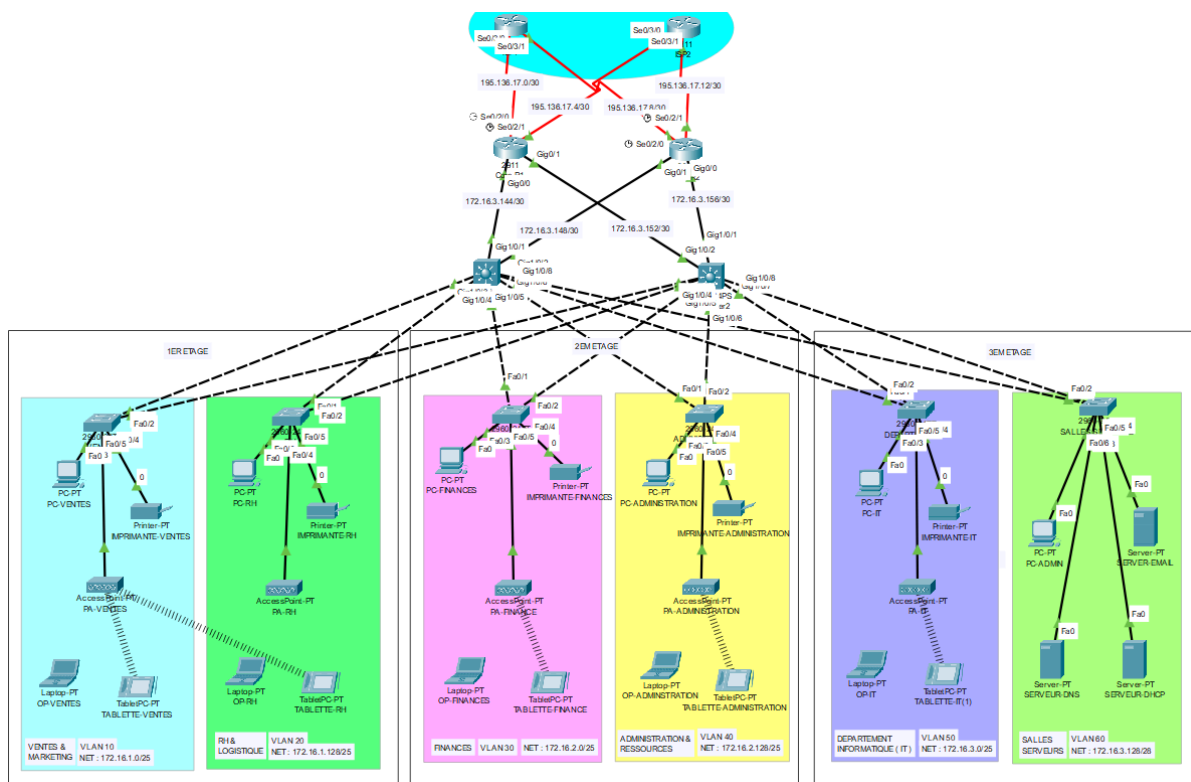 Se0/3/0
Se0/3/1
Se0/3/1
ISP2
195.136.17.0/30
195.136.17.12/30
195.136.17.4/30
195.136.17.8/30
Se0/2/0
Se0/2/1
Se0/2/1
Se0/2/0
2911
Gig0/1
Gig0/0
Gig0/0
172.16.3.144/30
172.16.3.156/30
172.16.3.148/30
172.16.3.152/30
Gig1/0/1
Gig1/0/1
Gig1/0/2
Gig1/0/8
Gig1/0/8
Gig1/0/4
Gig1/0/5
Gig1/0/4
Gig1/0/6
1ER ETAGE
2EM ETAGE
3EM ETAGE
Fa0/1
Fa0/2
Fa0/2
Fa0/2
Fa0/1
Fa0/2
Fa0/2
Fa0/2
Fa0/5
Fa0/5
Fa0/4
Fa0/4
Fa0/5
Fa0/4
Fa0/5
Fa0/3
Fa0/5
Fa0/5
Fa0/6
Fa0
Fa0
Fa0
Fa0
Fa0
Fa0
0
0
0
0
PC-PT
PC-VENTES
Printer-PT
IMPRIMANTE-VENTES
PC-PT
PC-RH
Printer-PT
IMPRIMANTE-RH
PC-PT
PC-FINANCES
Printer-PT
IMPRIMANTE-FINANCES
PC-PT
PC-ADMINISTRATION
Printer-PT
IMPRIMANTE-ADMINISTRATION
PC-PT
PC-IT
Printer-PT
IMPRIMANTE-IT
PC-PT
PC-ADMIN
Server-PT
SERVER-EMAIL
AccessPoint-PT
PA-VENTES
AccessPoint-PT
PA-RH
AccessPoint-PT
PA-FINANCE
AccessPoint-PT
PA-ADMINISTRATION
AccessPoint-PT
PA-IT
Fa0
Fa0
Laptop-PT
OP-VENTES
TabletPC-PT
TABLETTE-VENTES
Laptop-PT
OP-RH
TabletPC-PT
TABLETTE-RH
Laptop-PT
OP-FINANCES
TabletPC-PT
TABLETTE-FINANCE
Laptop-PT
OP-ADMINISTRATION
TabletPC-PT
TABLETTE-ADMINISTRATION
Laptop-PT
OP-IT
TabletPC-PT
TABLETTE-IT(1)
Server-PT
SERVEUR-DNS
Server-PT
SERVEUR-DHCP
VENTES &
MARKETING
VLAN 10
NET : 172.16.1.0/25
RH &
LOGISTIQUE
VLAN 20
NET : 172.16.1.128/25
FINANCES
VLAN 30
NET : 172.16.2.0/25
ADMINISTRATION &
RESSOURCES
VLAN 40
NET : 172.16.2.128/25
DEPARTEMENT
INFORMATIQUE ( IT )
VLAN 50
NET : 172.16.3.0/25
SALLES
SERVEURS
VLAN 60
NET : 172.16.3.128/28